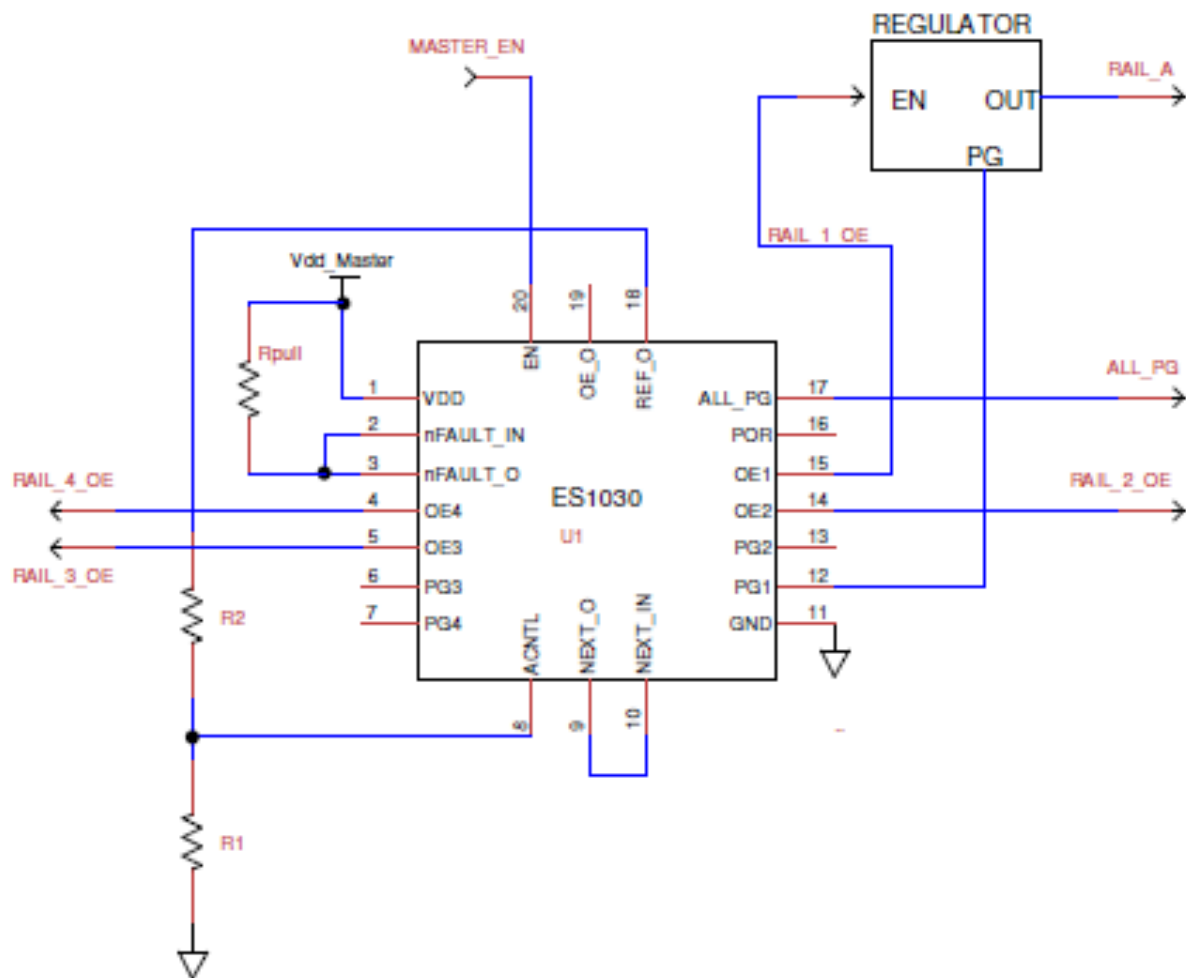 REGULATOR
MASTER_EN
RAIL_A
EN
OUT
PG
RAIL_1_OE
Vdd_Master
20
19
18
Rpull
EN
OE_O
REF_O
ALL_PG
1
VDD
ALL_PG
17
2
nFAULT_IN
POR
16
3
nFAULT_O
OE1
15
RAIL_4_OE
ES1030
RAIL_2_OE
4
OE4
OE2
14
U1
5
OE3
PG2
13
RAIL_3_OE
6
PG3
PG1
12
R2
7
PG4
GND
11
ACNTL
NEXT_O
NEXT_IN
8
9
10
R1